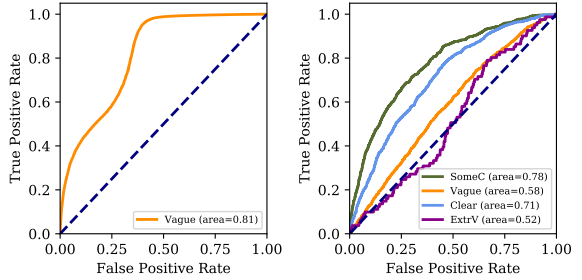 1.0
0.8
0.6
0.4
0.2
0.0
True Positive Rate
Vague (area=0.81)
0.00 0.25 0.50 0.75 1.00
False Positive Rate
1.0
0.8
0.6
0.4
0.2
0.0
True Positive Rate
SomeC (area=0.78)
Vague (area=0.58)
Clear (area=0.71)
ExtrV (area=0.52)
0.00 0.25 0.50 0.75 1.00
False Positive Rate